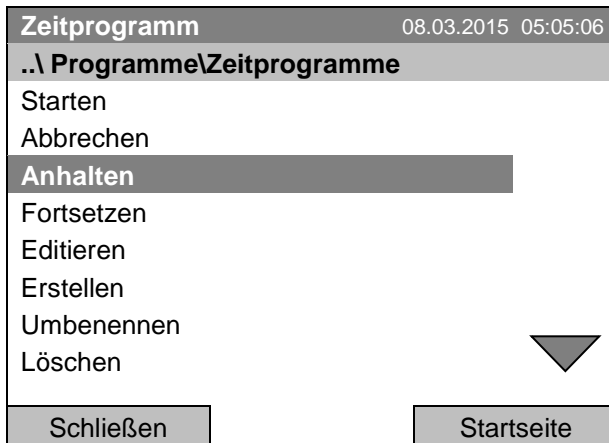 Zeitprogramm 08.03.2015 05:05:06
..\ Programme\Zeitprogramme
Starten
Abbrechen
Anhalten
Fortsetzen
Editieren
Erstellen
Umbenennen
Löschen
Schließen Startseite